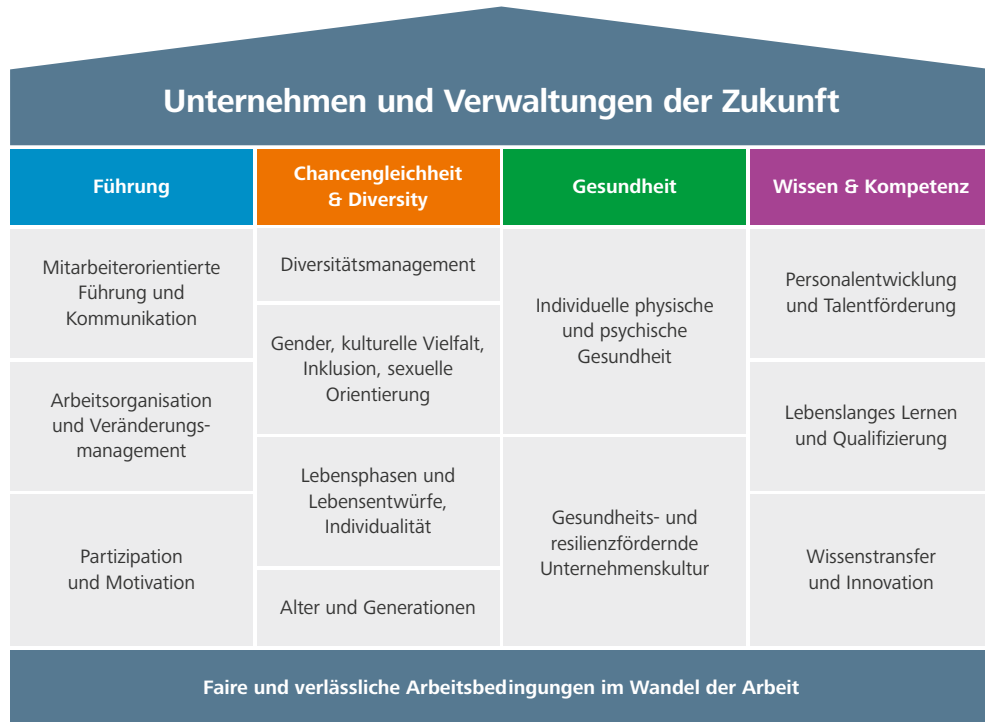 Unternehmen und Verwaltungen der Zukunft
Führung
Mitarbeiterorientierte
Führung und
Kommunikation
Arbeitsorganisation
und Veränderungs-
management
Partizipation
und Motivation
Chancengleichheit
& Diversity
Diversitätsmanagement
Gender, kulturelle Vielfalt,
Inklusion, sexuelle
Orientierung
Lebensphasen und
Lebensentwürfe,
Individualität
Alter und Generationen
Gesundheit
Individuelle physische
und psychische
Gesundheit
Gesundheits- und
resilienzfördernde
Unternehmenskultur
Wissen & Kompetenz
Personalentwicklung
und Talentförderung
Lebenslanges Lernen
und Qualifizierung
Wissenstransfer
und Innovation
Faire und verlässliche Arbeitsbedingungen im Wandel der Arbeit